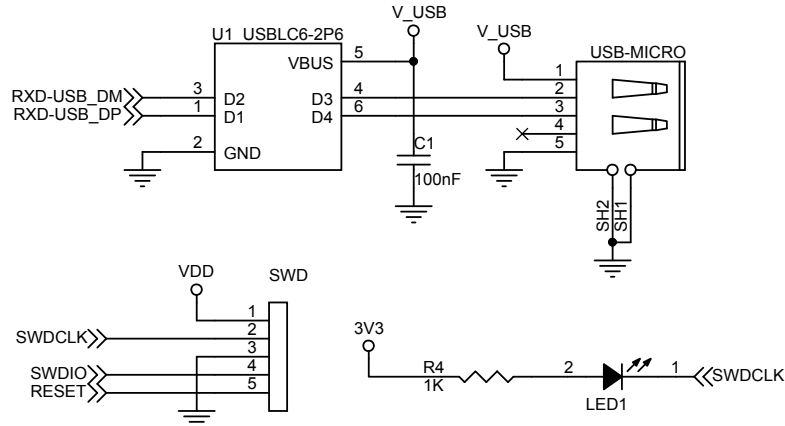 V_USB
U1 USBLC6-2P6
V_USB
USB-MICRO
VBUS
5
1
RXD-USB_DM
3
D2
D3
4
2
RXD-USB_DP
1
D1
D4
6
3
4
2
GND
C1
5
100nF
SH2
SH1
VDD
SWD
1
SWDCLK
2
3
3V3
SWDIO
4
R4
2
1
SWDCLK
RESET
5
1K
LED1